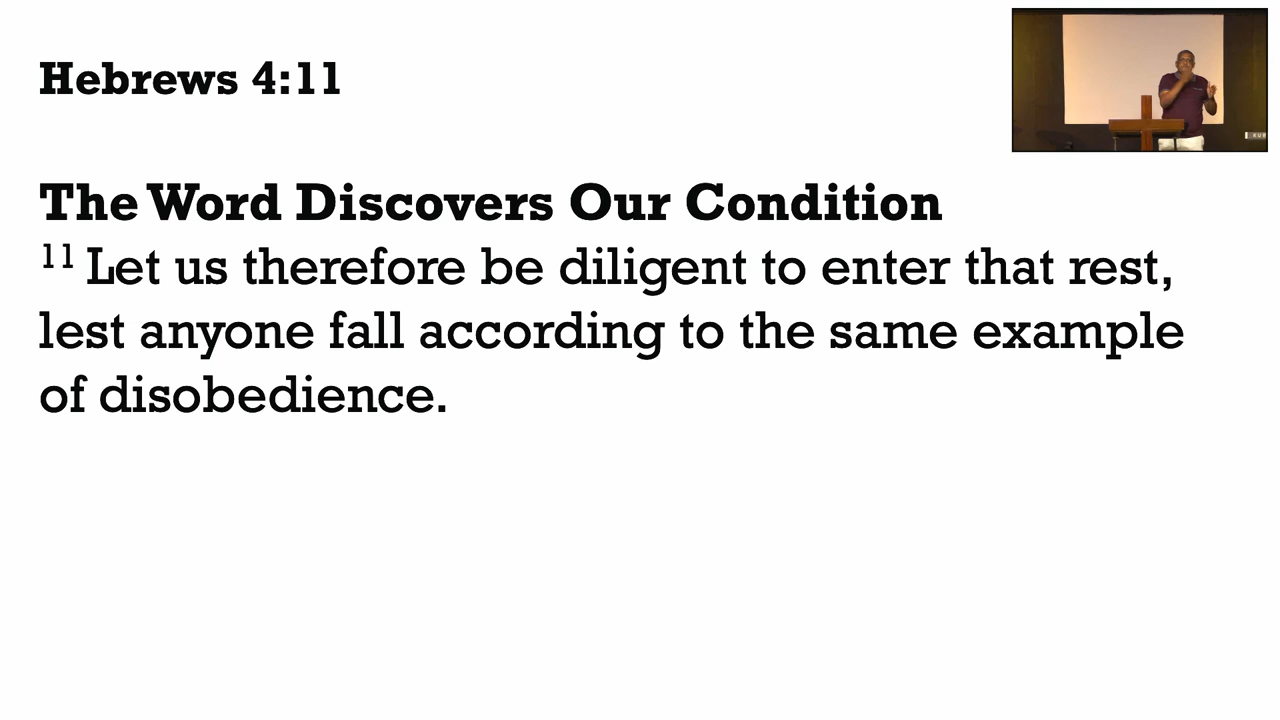 Hebrews 4:11
The Word Discovers Our Condition
11 Let us therefore be diligent to enter that rest,
lest anyone fall according to the same example
of disobedience.